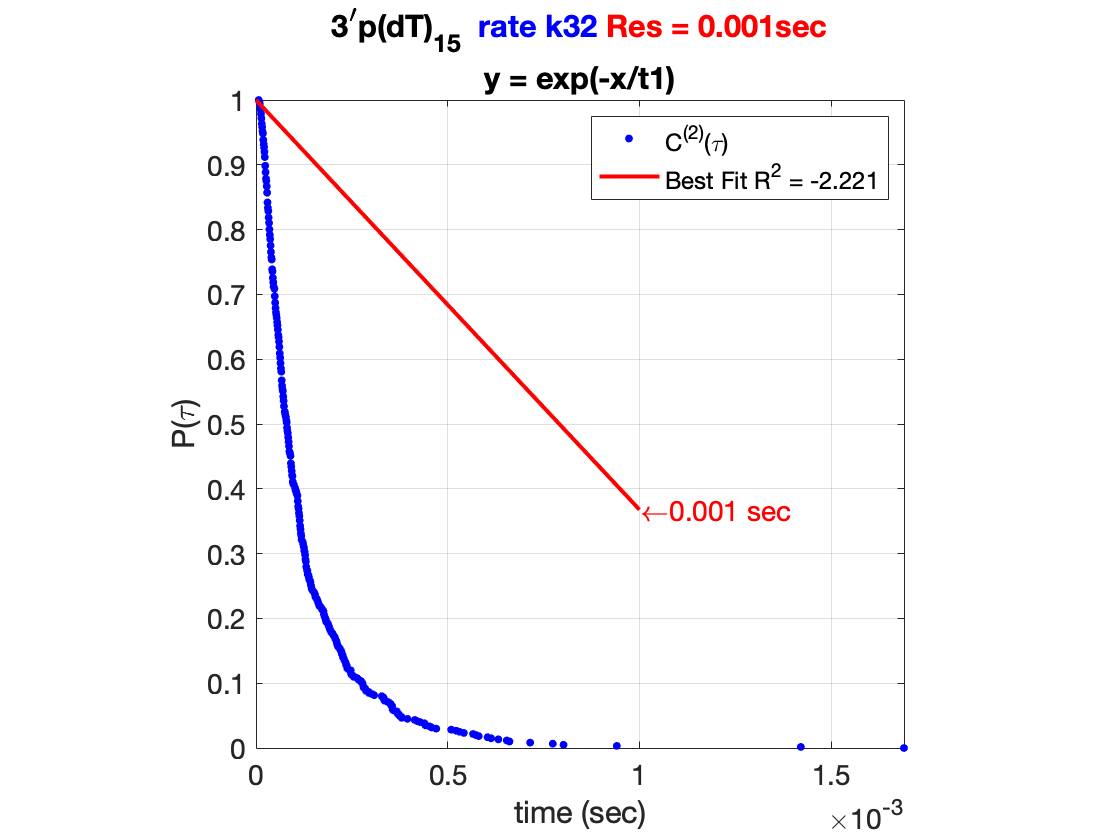 3′p(dT)15 rate k32 Res = 0.001sec
y = exp(-x/t1)
C(2)(τ)
Best Fit R2 = -2.221
1
0.9
0.8
0.7
0.6
0.5
0.4
0.3
0.2
0.1
0
P(τ)
←0.001 sec
0
0.5
1
1.5
time (sec)
×10-3